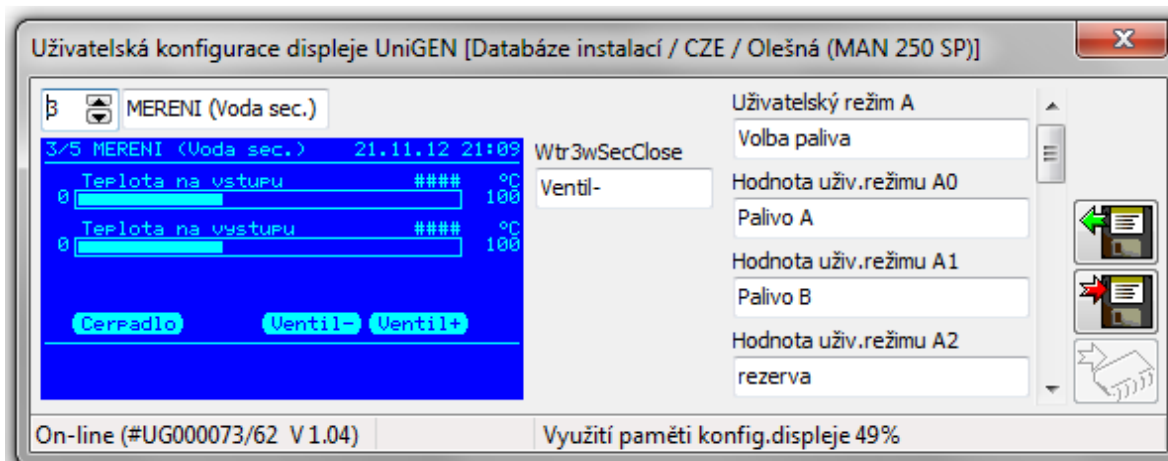 Uživatelská konfigurace displeje UniGEN [Databáze instalací / CZE / Olešná (MAN 250 SP)]
3 MERENI (Voda sec.)
3/5 MERENI (Voda sec.) 21.11.12 21:09
Teplota na vstupu #### °C
0 100
Teplota na vystupu #### °C
0 100
Cerpadlo Ventil- Ventil+
Wtr3wSecClose
Ventil-
Uživatelský režim A
Volba paliva
Hodnota uživ.režimu A0
Palivo A
Hodnota uživ.režimu A1
Palivo B
Hodnota uživ.režimu A2
rezerva
On-line (#UG000073/62 V 1.04) Využití paměti konfig.displeje 49%